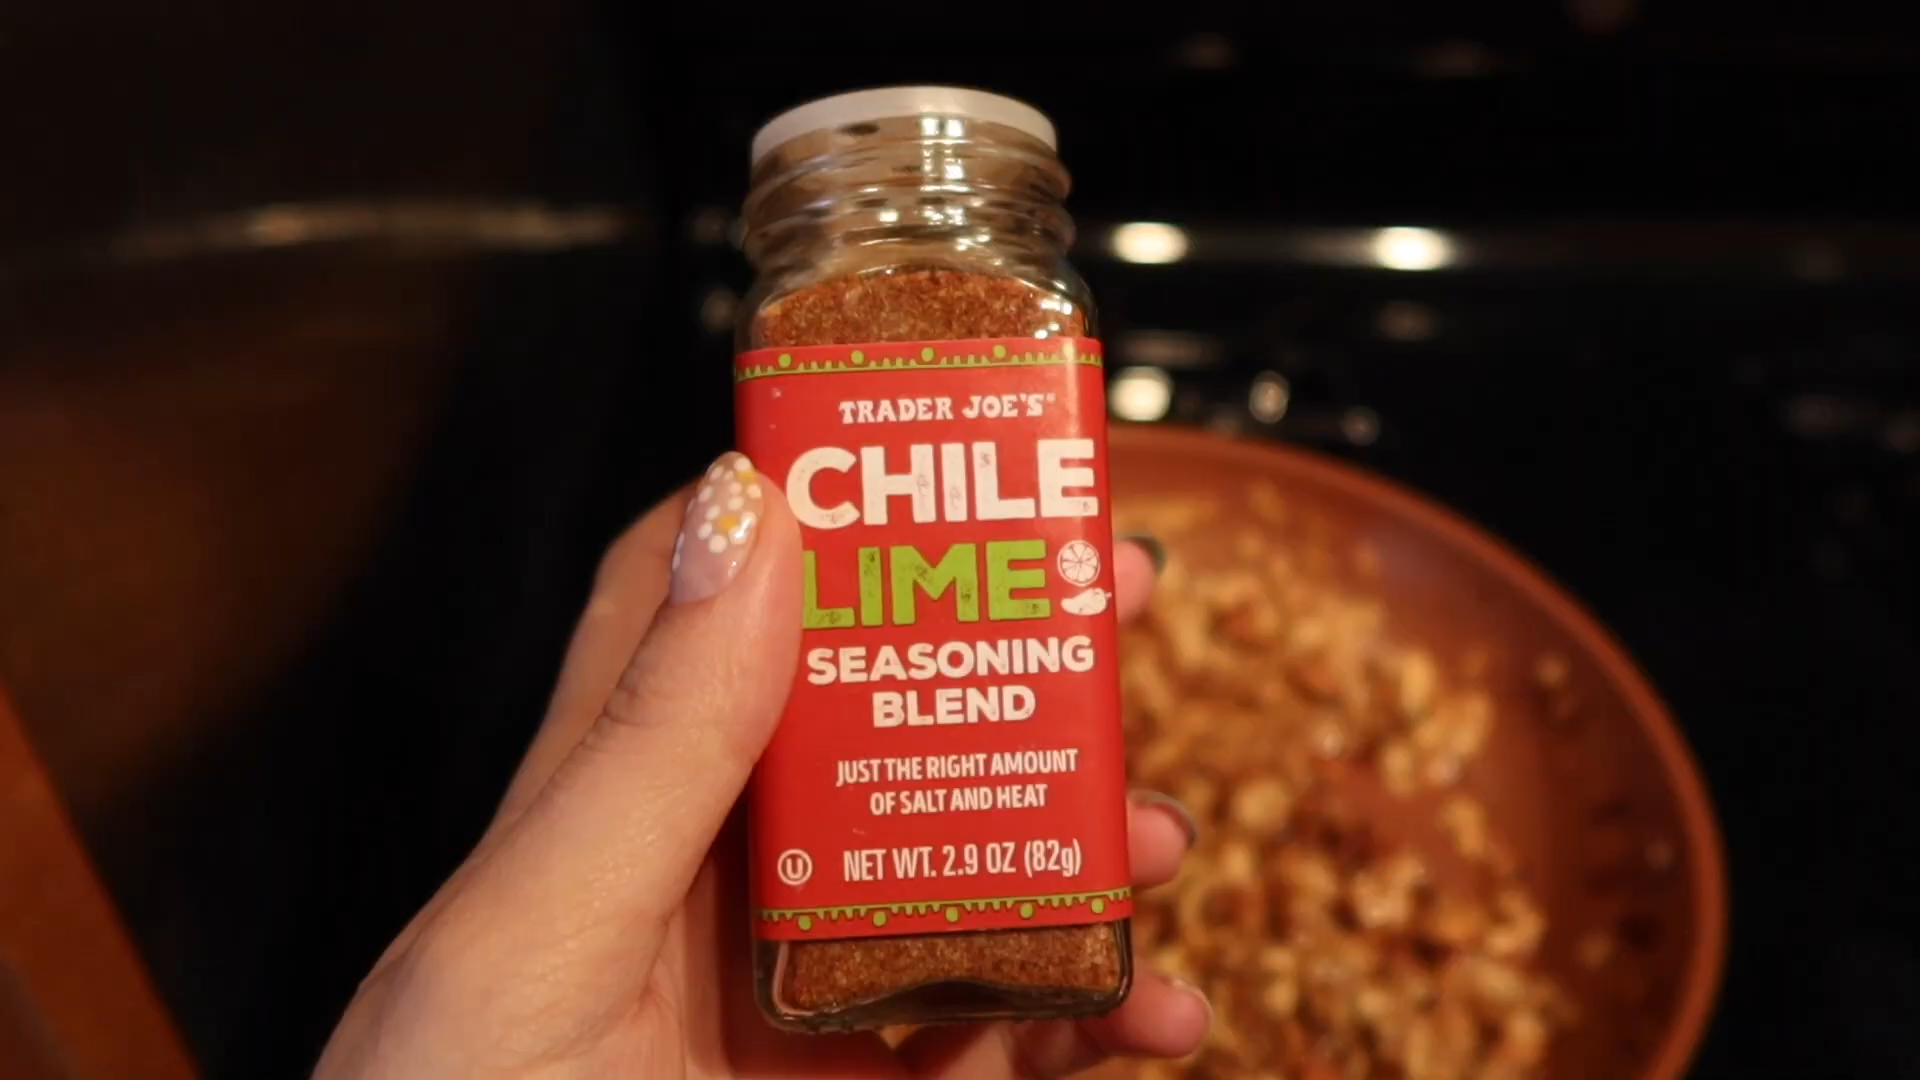 TRADER JOE'S
CHILE
LIME
SEASONING
BLEND
JUST THE RIGHT AMOUNT
OF SALT AND HEAT
U NET WT. 2.9 OZ (82g)